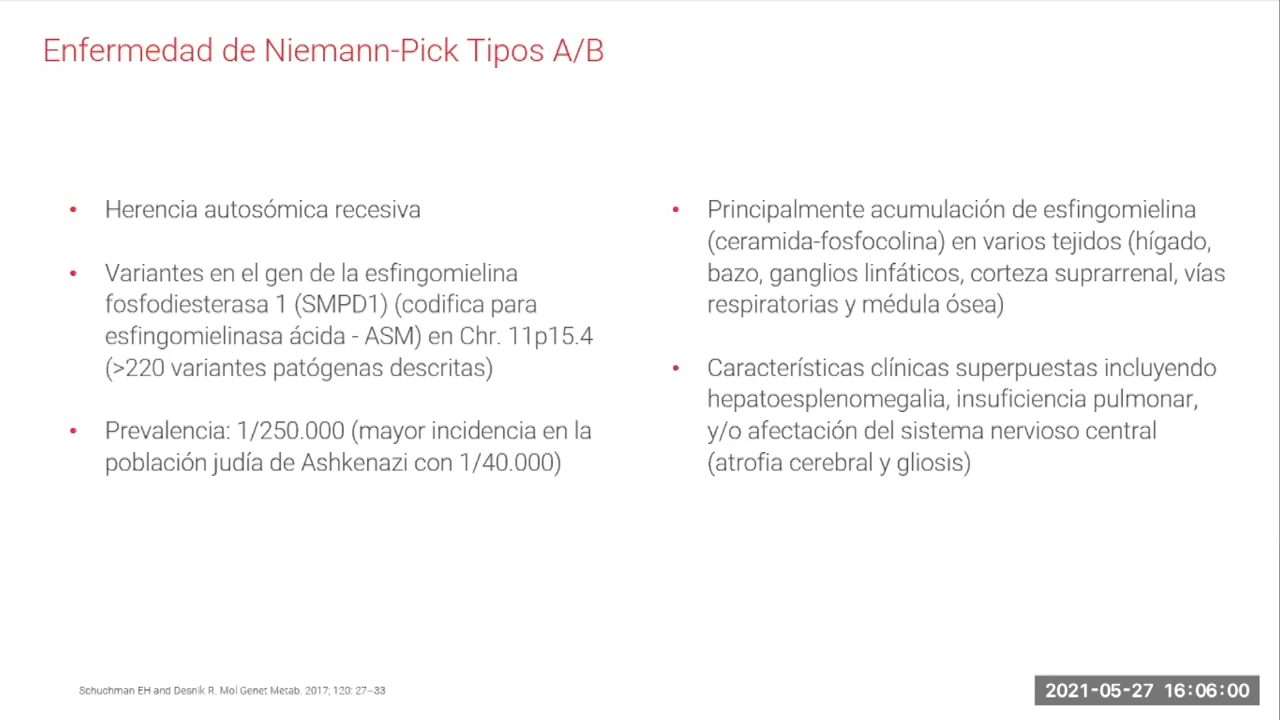 Enfermedad de Niemann-Pick Tipos A/B
• Herencia autosómica recesiva
• Variantes en el gen de la esfingomielina
fosfodiesterasa 1 (SMPD1) (codifica para
esfingomielinasa ácida - ASM) en Chr. 11p15.4
(>220 variantes patógenas descritas)
• Prevalencia: 1/250.000 (mayor incidencia en la
población judía de Ashkenazi con 1/40.000)
• Principalmente acumulación de esfingomielina
(ceramida-fosfocolina) en varios tejidos (hígado,
bazo, ganglios linfáticos, corteza suprarrenal, vías
respiratorias y médula ósea)
• Características clínicas superpuestas incluyendo
hepatoesplenomegalia, insuficiencia pulmonar,
y/o afectación del sistema nervioso central
(atrofia cerebral y gliosis)
Schuchman EH and Desnik R. Mol Genet Metab. 2017; 120: 27–33
2021-05-27 16:06:00